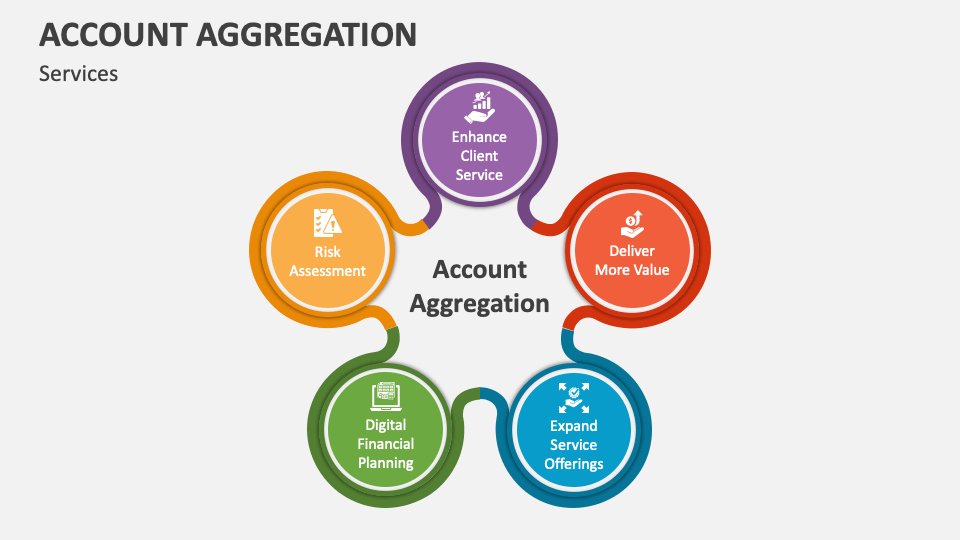 ACCOUNT AGGREGATION
Services
Enhance
Client
Service
Deliver
More Value
Expand
Service
Offerings
Digital
Financial
Planning
Risk
Assessment
Account
Aggregation